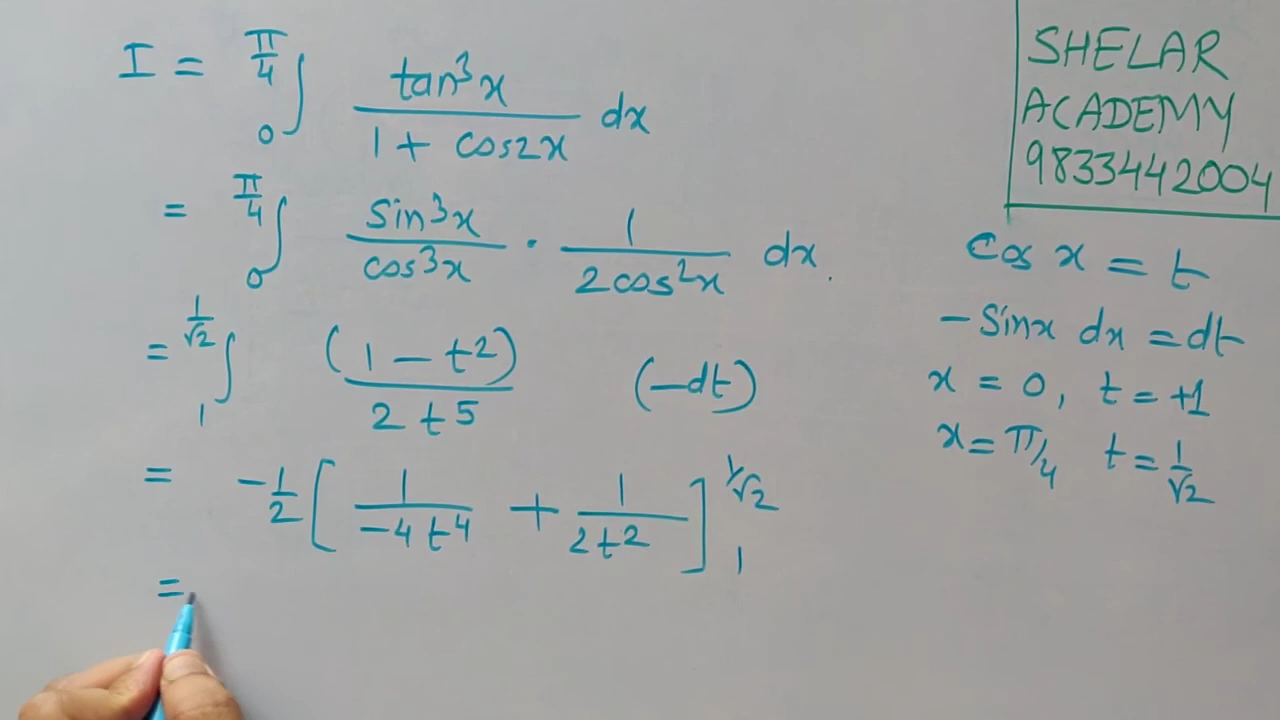 I = π/4 ∫ 0 tan³x / 1 + cos2x dx
= π/4 ∫ 0 sin³x / cos³x · 1 / 2cos²x dx.
= 1/√2 ∫ 1 (1 - t²) / 2 t5 (-dt)
= -1/2 [ 1 / -4t⁴ + 1 / 2t² ] 1/√2 1
=
SHELAR
ACADEMY
9833442004
cos x = t
- sinx dx = dt
x = 0, t = +1
x = π/4 t = 1/√2